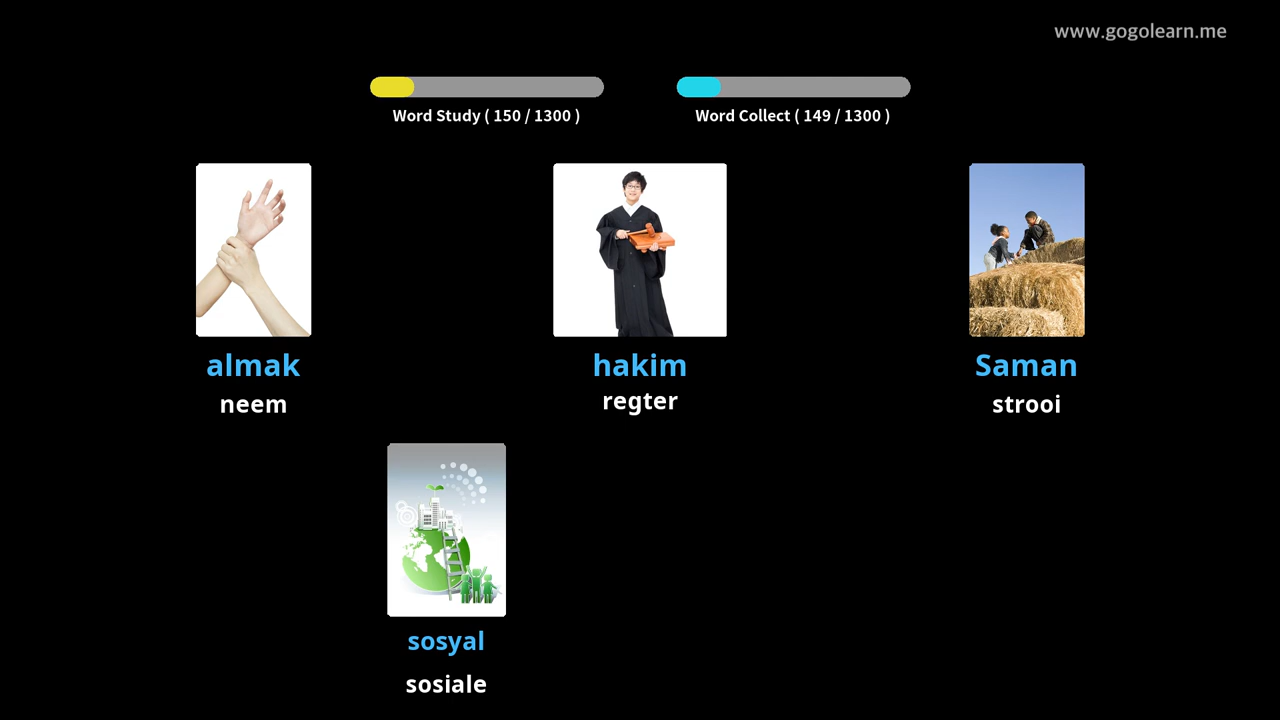 www.gogolearn.me
Word Study ( 150 / 1300 )
Word Collect ( 149 / 1300 )
almak
neem
hakim
regter
Saman
strooi
sosyal
sosiale